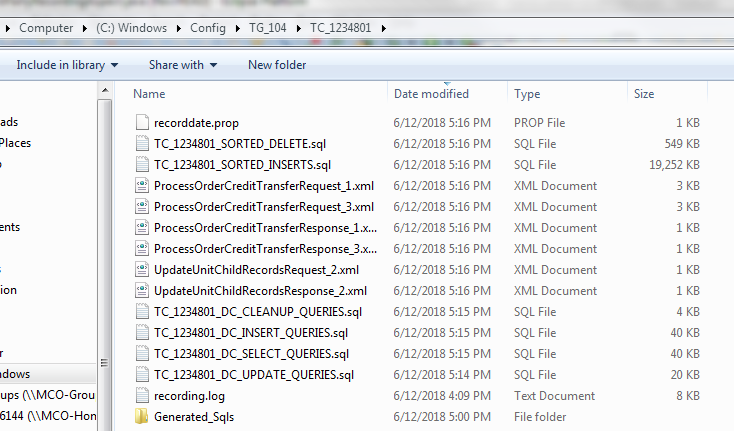 Computer ▸ (C:) Windows ▸ Config ▸ TG_104 ▸ TC_1234801 ▸
Include in library Share with New folder
Name Date modified Type Size
recorddate.prop 6/12/2018 5:16 PM PROP File 1 KB
ads
TC_1234801_SORTED_DELETE.sql 6/12/2018 5:16 PM SQL File 549 KB
Places
TC_1234801_SORTED_INSERTS.sql 6/12/2018 5:16 PM SQL File 19,252 KB
ProcessOrderCreditTransferRequest_1.xml 6/12/2018 5:16 PM XML Document 3 KB
ProcessOrderCreditTransferRequest_3.xml 6/12/2018 5:16 PM XML Document 3 KB
ents ProcessOrderCreditTransferResponse_1.x... 6/12/2018 5:16 PM XML Document 1 KB
ProcessOrderCreditTransferResponse_3.x... 6/12/2018 5:16 PM XML Document 1 KB
UpdateUnitChildRecordsRequest_2.xml 6/12/2018 5:16 PM XML Document 1 KB
ion UpdateUnitChildRecordsResponse_2.xml 6/12/2018 5:16 PM XML Document 1 KB
TC_1234801_DC_CLEANUP_QUERIES.sql 6/12/2018 5:15 PM SQL File 4 KB
TC_1234801_DC_INSERT_QUERIES.sql 6/12/2018 5:15 PM SQL File 40 KB
r TC_1234801_DC_SELECT_QUERIES.sql 6/12/2018 5:15 PM SQL File 40 KB
ndows TC_1234801_DC_UPDATE_QUERIES.sql 6/12/2018 5:14 PM SQL File 20 KB
ups (\\MCO-Grou recording.log 6/12/2018 4:09 PM Text Document 8 KB
6144 (\\MCO-Hon Generated_Sqls 6/12/2018 5:00 PM File folder